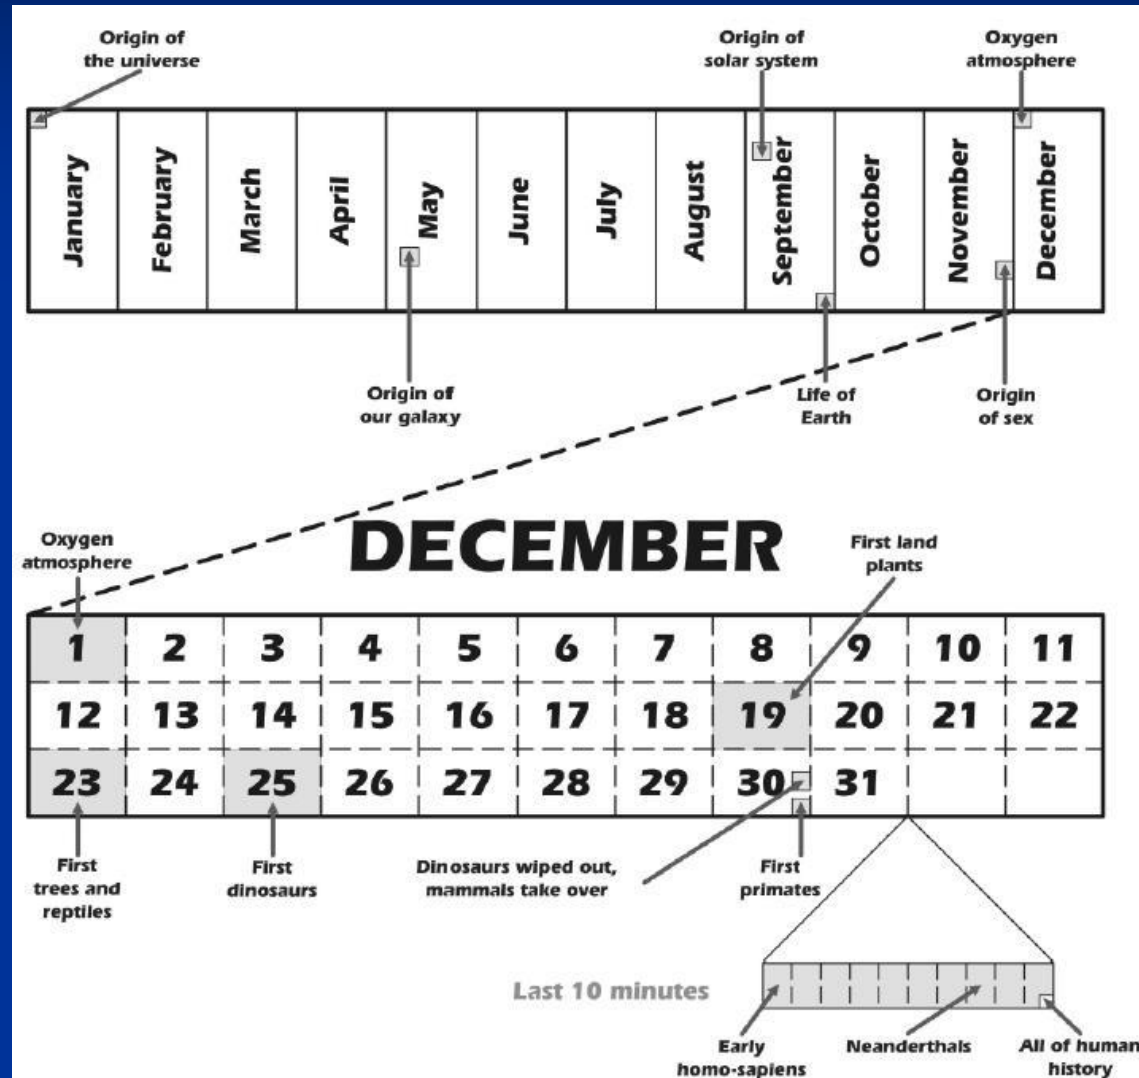 Origin of
the universe
Origin of
solar system
Oxygen
atmosphere
January
February
March
April
May
June
July
August
September
October
November
December
Origin of
our galaxy
Life of
Earth
Origin
of sex
DECEMBER
Oxygen
atmosphere
First land
plants
1 2 3 4 5 6 7 8 9 10 11
12 13 14 15 16 17 18 19 20 21 22
23 24 25 26 27 28 29 30 31
First
trees and
reptiles
First
dinosaurs
Dinosaurs wiped out,
mammals take over
First
primates
Last 10 minutes
Early
homo-sapiens
Neanderthals
All of human
history